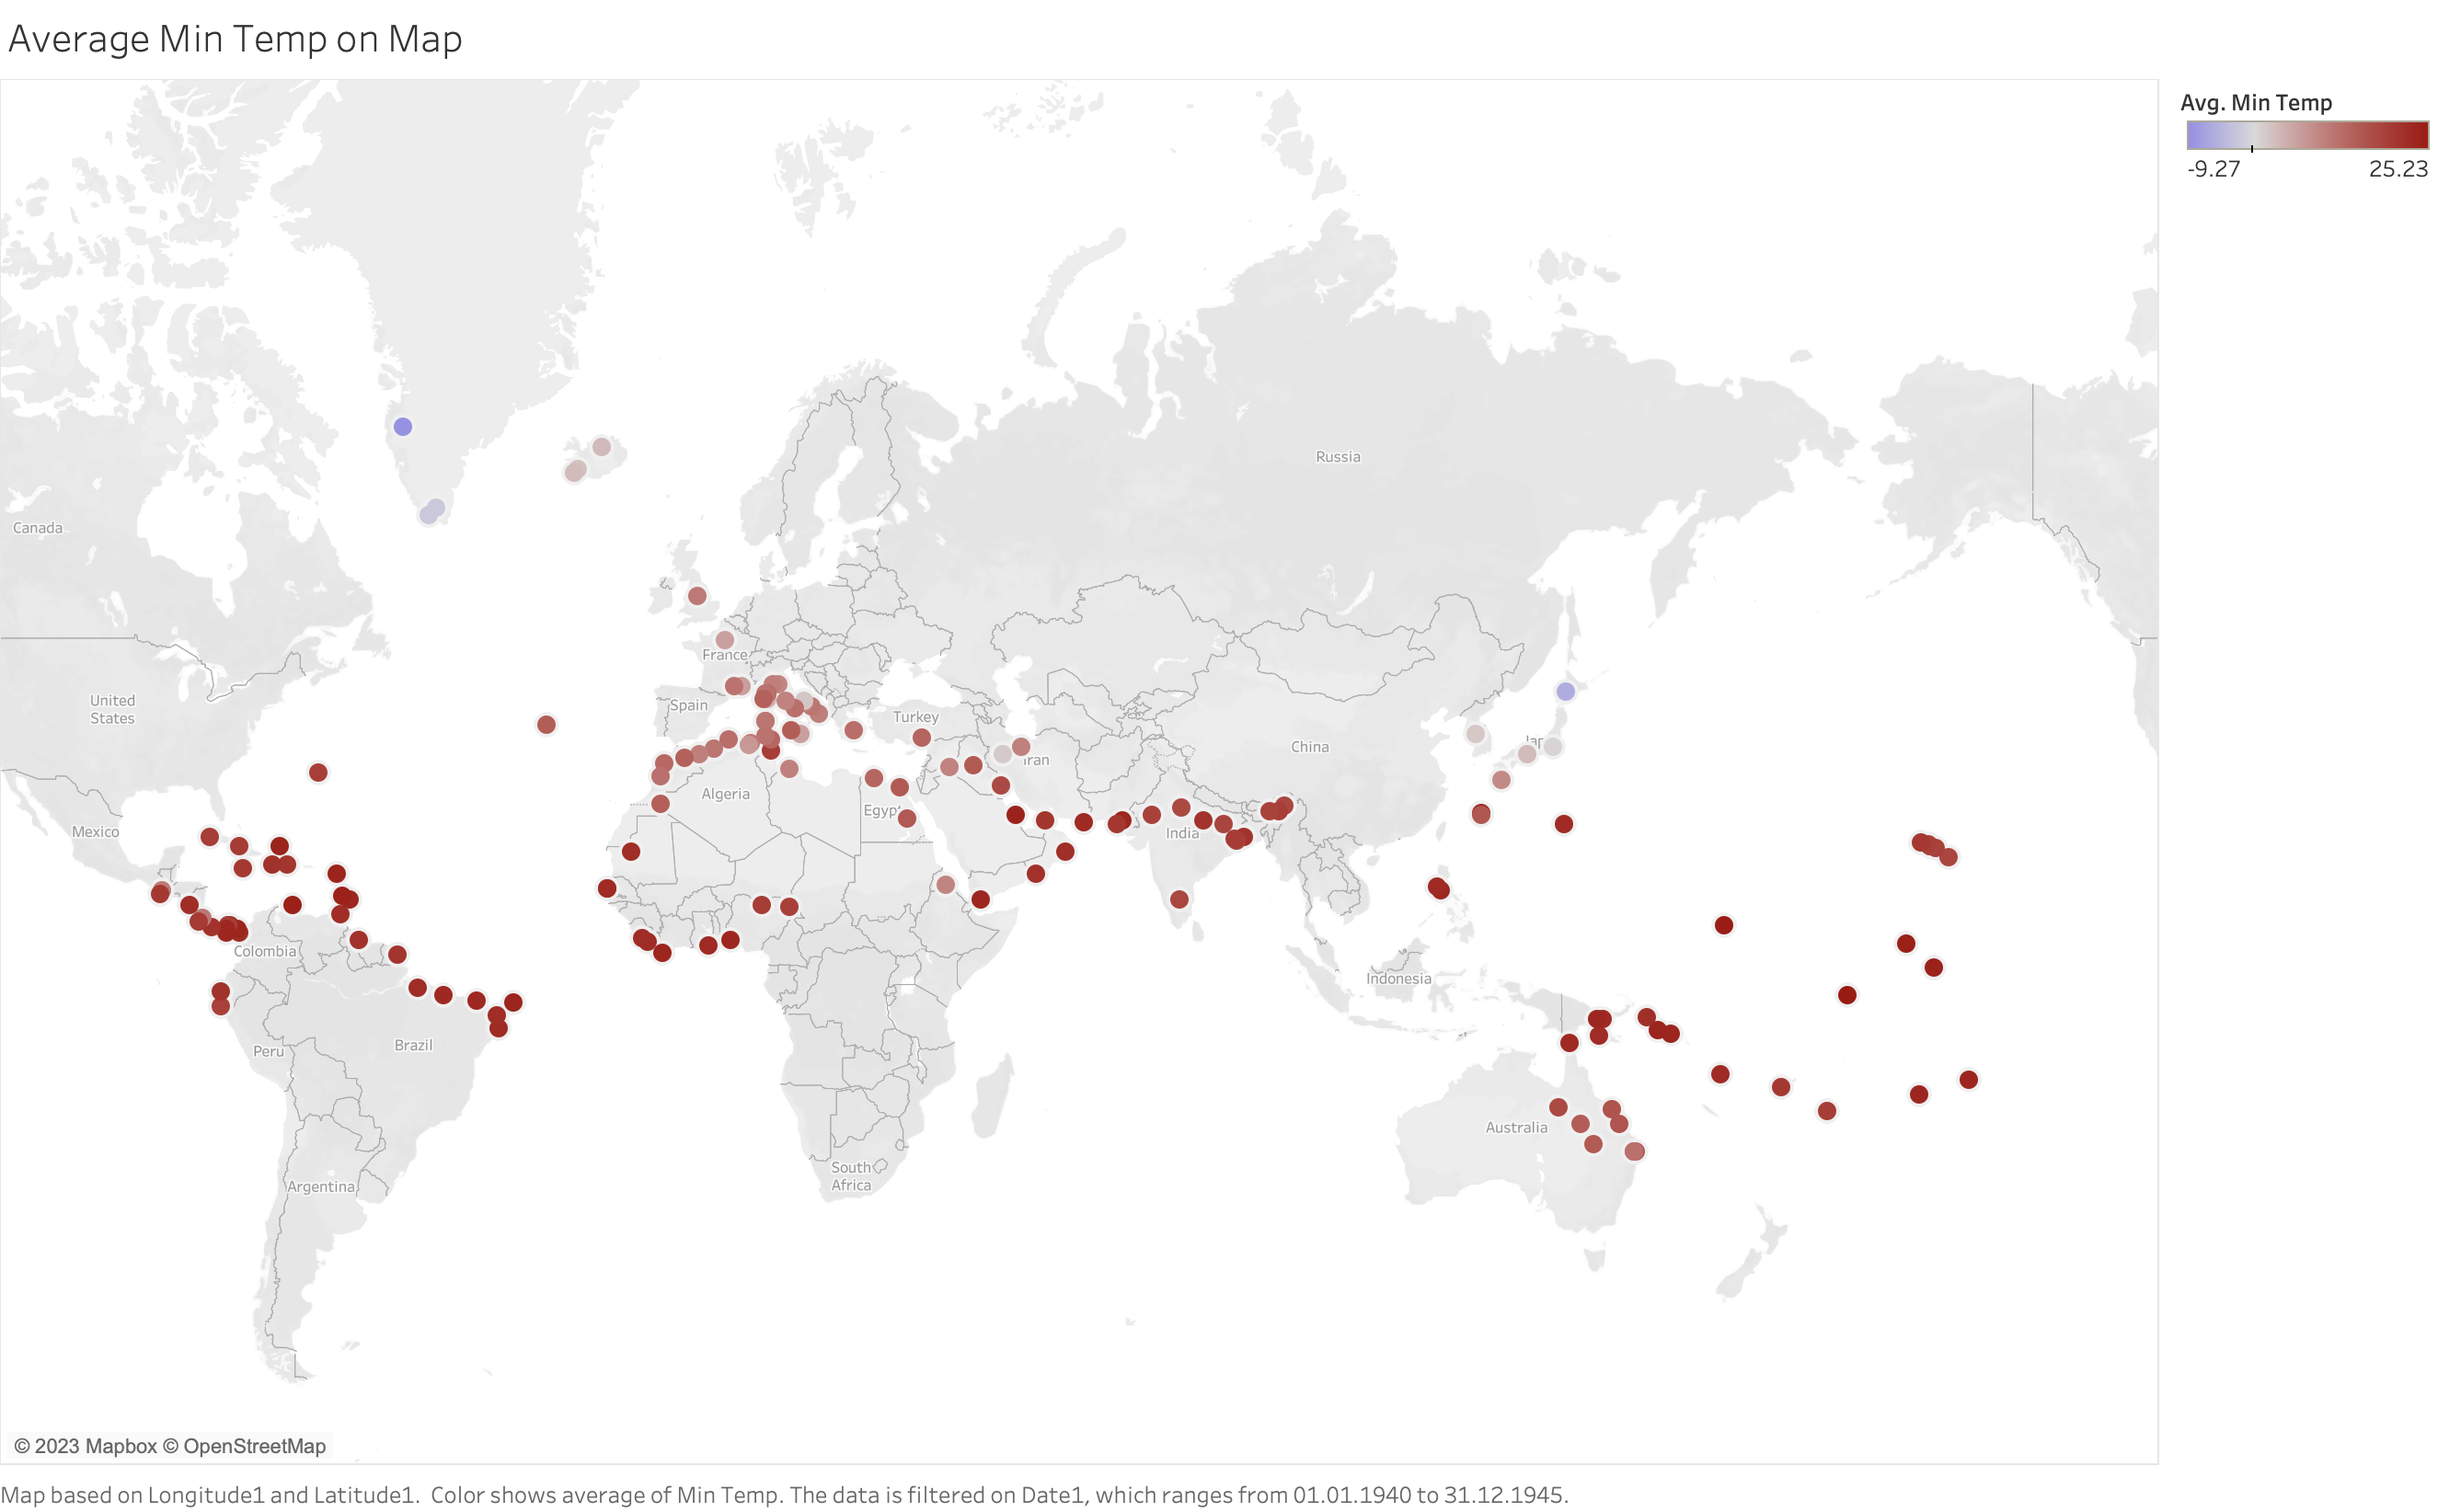 Average Min Temp on Map
Avg. Min Temp
-9.27
25.23
Russia
Canada
France
United
States
Spain
Turkey
China
Iran
Algeria
Mexico
India
Colombia
Indonesia
Peru
Brazil
Australia
South
Africa
Argentina
© 2023 Mapbox © OpenStreetMap
Map based on Longitude1 and Latitude1. Color shows average of Min Temp. The data is filtered on Date1, which ranges from 01.01.1940 to 31.12.1945.